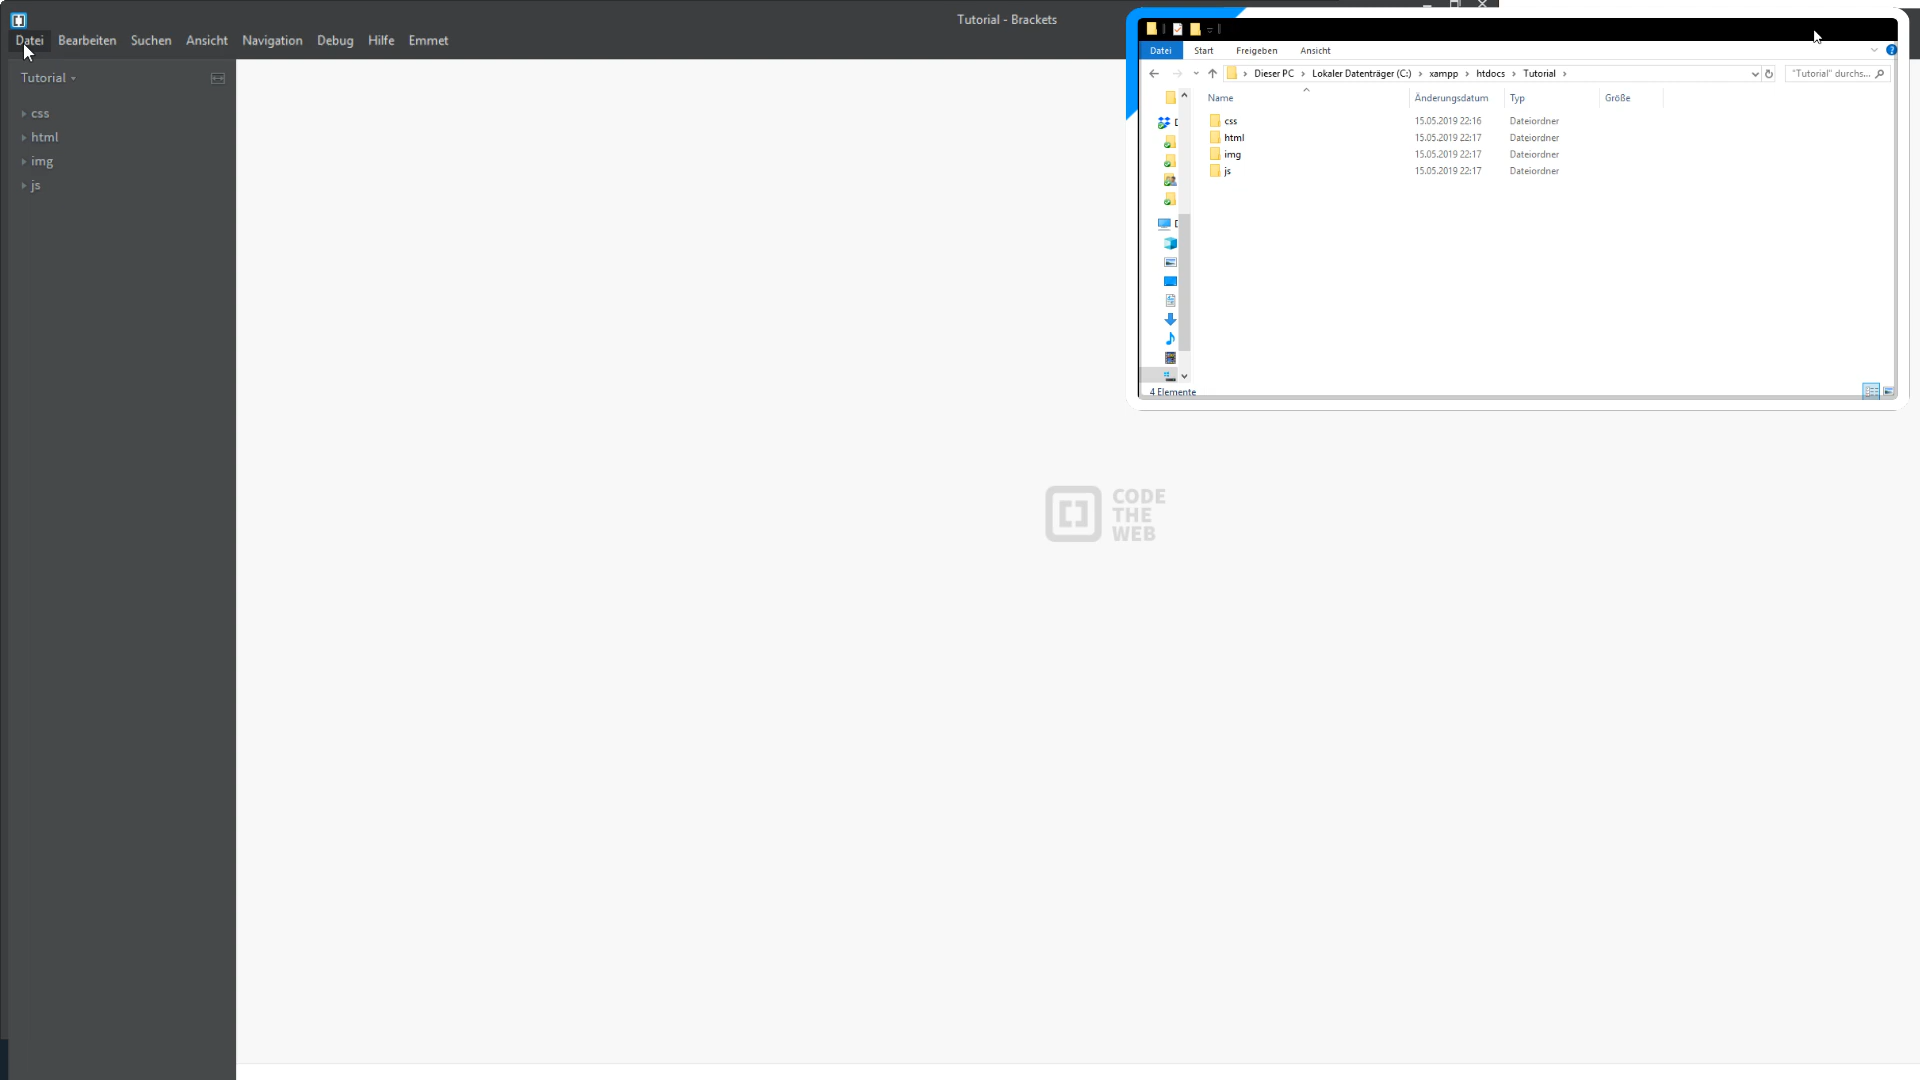 Tutorial - Brackets
Datei Bearbeiten Suchen Ansicht Navigation Debug Hilfe Emmet
Tutorial
css
html
img
js
CODE
THE
WEB
Datei Start Freigeben Ansicht
Dieser PC › Lokaler Datenträger (C:) › xampp › htdocs › Tutorial ›
"Tutorial" durchs...
Name Änderungsdatum Typ Größe
css 15.05.2019 22:16 Dateiordner
html 15.05.2019 22:17 Dateiordner
img 15.05.2019 22:17 Dateiordner
js 15.05.2019 22:17 Dateiordner
4 Elemente